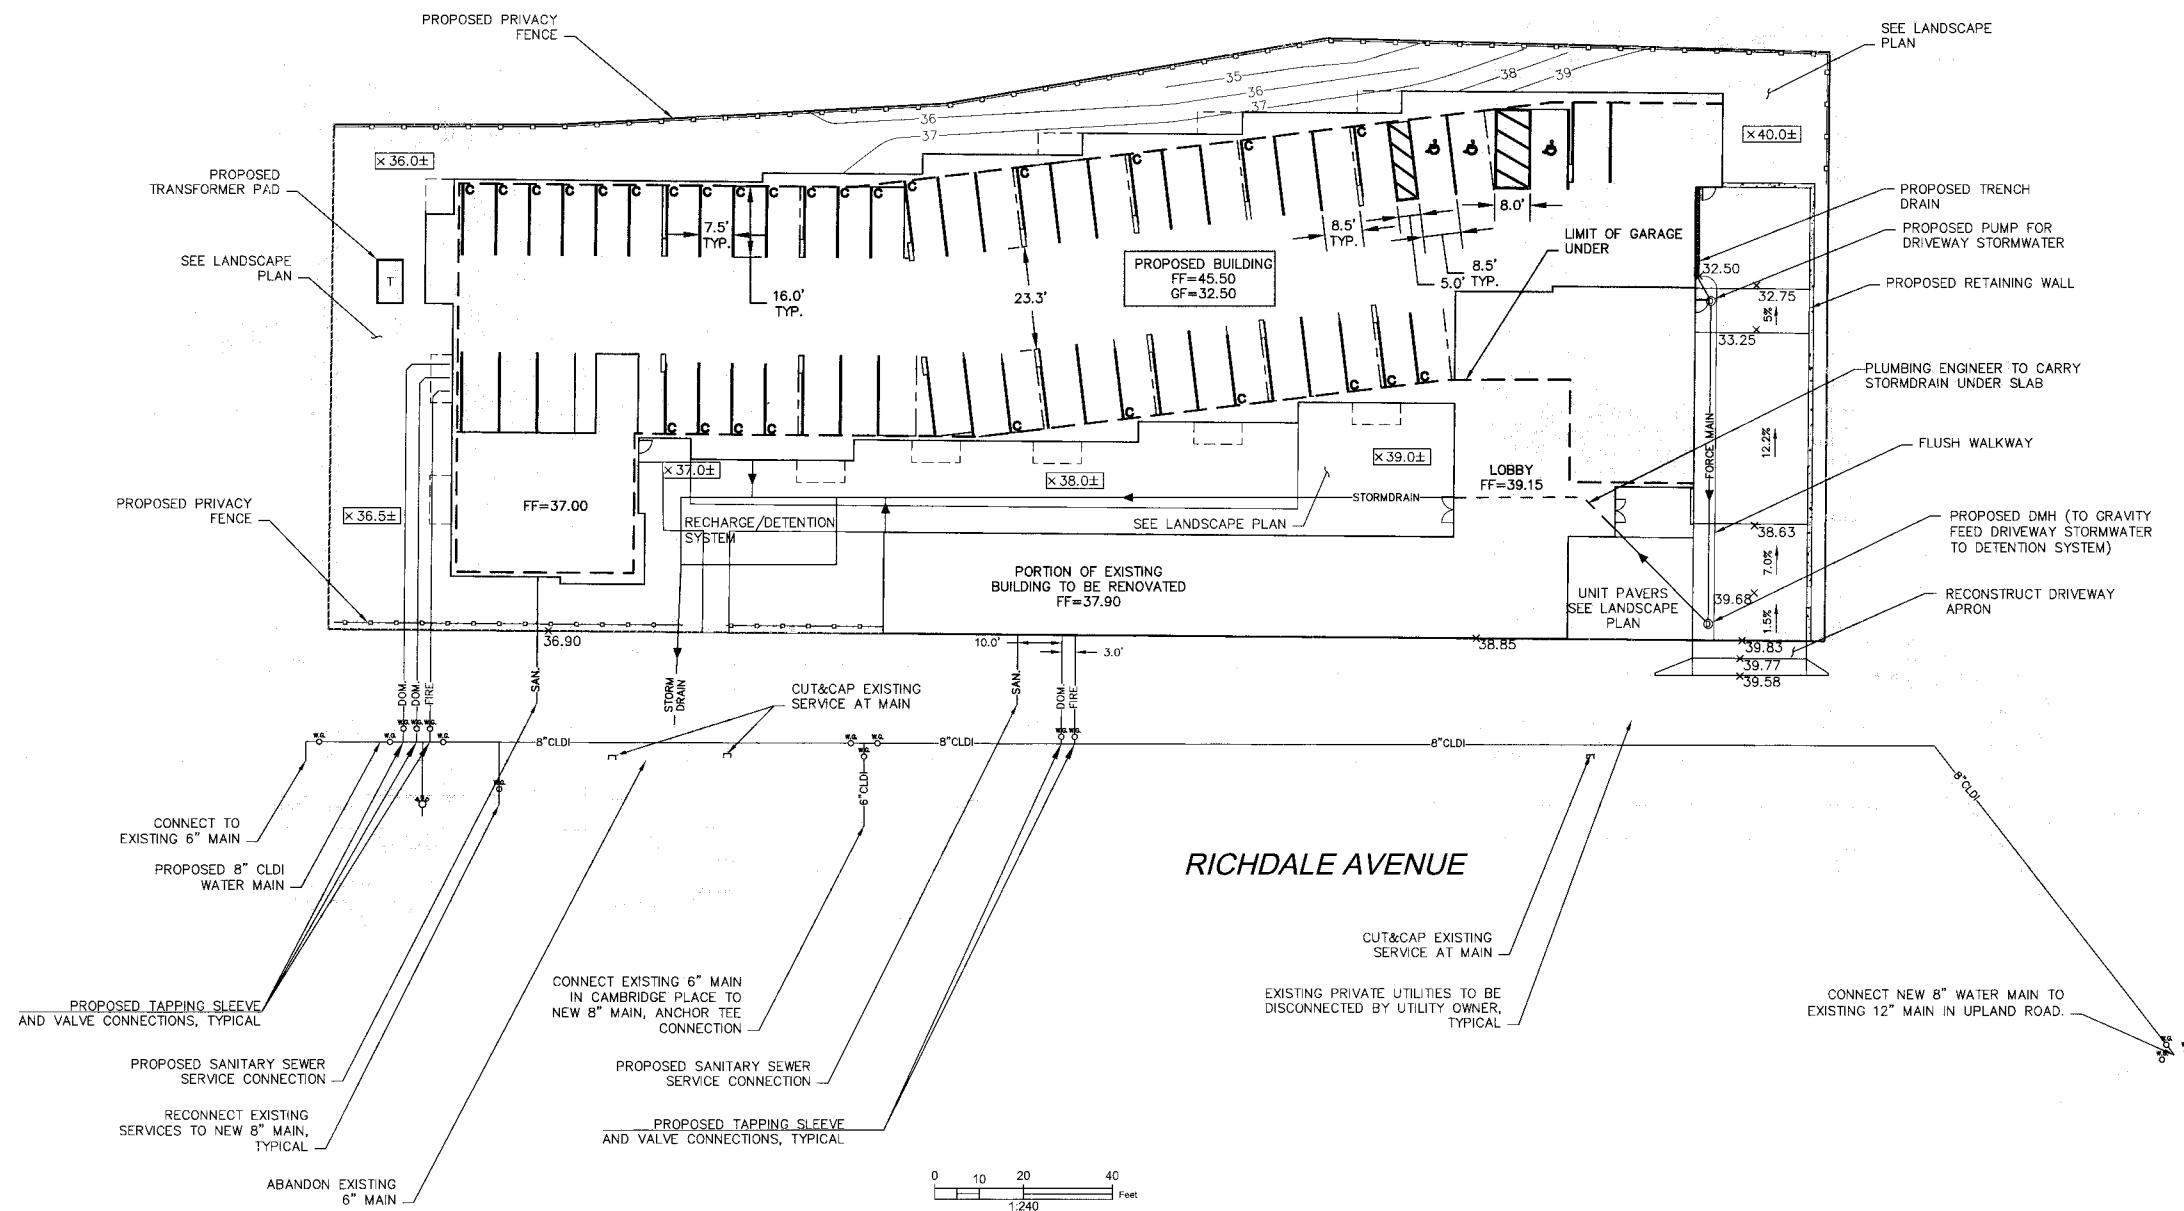 PROPOSED PRIVACY
FENCE
SEE LANDSCAPE
PLAN
35
36
37
38
39
36
37
× 36.0±
× 40.0±
PROPOSED
TRANSFORMER PAD
T
SEE LANDSCAPE
PLAN
C C C C C C C C C C C C C C C C C C C
7.5'
TYP.
16.0'
TYP.
23.3'
PROPOSED BUILDING
FF=45.50
GF=32.50
8.5'
TYP.
8.0'
5.0'
8.5'
TYP.
LIMIT OF GARAGE
UNDER
PROPOSED TRENCH
DRAIN
PROPOSED PUMP FOR
DRIVEWAY STORMWATER
PROPOSED RETAINING WALL
32.50
32.75
5%
33.25
PLUMBING ENGINEER TO CARRY
STORMDRAIN UNDER SLAB
FORCE MAIN
12.2%
FLUSH WALKWAY
C C C C C C C C C C
× 37.0±
× 38.0±
× 39.0±
LOBBY
FF=39.15
STORMDRAIN
PROPOSED PRIVACY
FENCE
× 36.5±
FF=37.00
RECHARGE/DETENTION
SYSTEM
SEE LANDSCAPE PLAN
38.63
7.0%
PROPOSED DMH (TO GRAVITY
FEED DRIVEWAY STORMWATER
TO DETENTION SYSTEM)
PORTION OF EXISTING
BUILDING TO BE RENOVATED
FF=37.90
UNIT PAVERS
SEE LANDSCAPE
PLAN
39.68
1.5%
RECONSTRUCT DRIVEWAY
APRON
36.90
10.0'
3.0'
38.85
39.83
39.77
39.58
DOM.
DOM.
FIRE
SAN.
STORM
DRAIN
CUT&CAP EXISTING
SERVICE AT MAIN
SAN.
DOM.
FIRE
W.G. W.G. W.G. W.G. W.G. W.G. W.G. W.G. W.G. W.G. W.G.
8"CLDI
8"CLDI
8"CLDI
8"CLDI
6"CLDI
CONNECT TO
EXISTING 6" MAIN
PROPOSED 8" CLDI
WATER MAIN
RICHDALE AVENUE
CUT&CAP EXISTING
SERVICE AT MAIN
PROPOSED TAPPING SLEEVE
AND VALVE CONNECTIONS, TYPICAL
CONNECT EXISTING 6" MAIN
IN CAMBRIDGE PLACE TO
NEW 8" MAIN, ANCHOR TEE
CONNECTION
EXISTING PRIVATE UTILITIES TO BE
DISCONNECTED BY UTILITY OWNER,
TYPICAL
CONNECT NEW 8" WATER MAIN TO
EXISTING 12" MAIN IN UPLAND ROAD.
W.G.
PROPOSED SANITARY SEWER
SERVICE CONNECTION
PROPOSED SANITARY SEWER
SERVICE CONNECTION
RECONNECT EXISTING
SERVICES TO NEW 8" MAIN,
TYPICAL
PROPOSED TAPPING SLEEVE
AND VALVE CONNECTIONS, TYPICAL
ABANDON EXISTING
6" MAIN
0 10 20 40
Feet
1:240